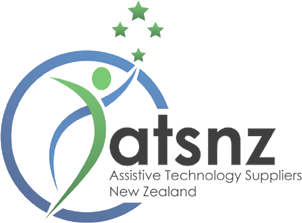 atsnz
Assistive Technology Suppliers
New Zealand